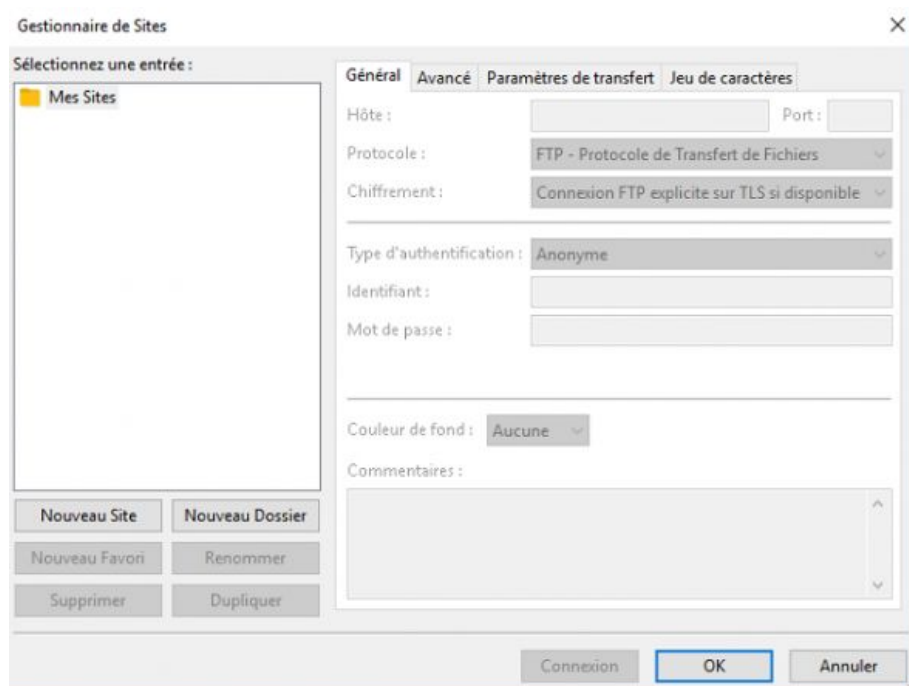 Gestionnaire de Sites
Sélectionnez une entrée :
Mes Sites
Nouveau Site Nouveau Dossier
Nouveau Favori Renommer
Supprimer Dupliquer
Général Avancé Paramètres de transfert Jeu de caractères
Hôte : Port :
Protocole : FTP - Protocole de Transfert de Fichiers
Chiffrement : Connexion FTP explicite sur TLS si disponible
Type d'authentification : Anonyme
Identifiant :
Mot de passe :
Couleur de fond : Aucune
Commentaires :
Connexion OK Annuler